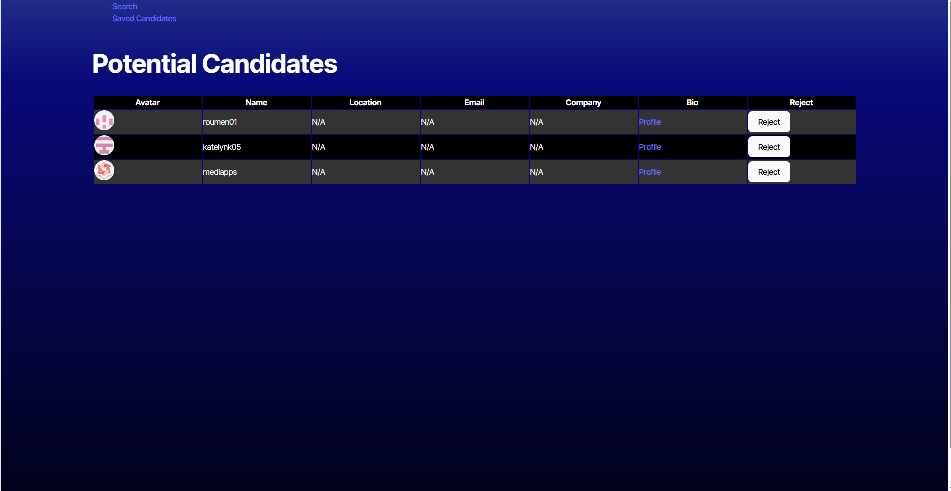 Search
Saved Candidates
Potential Candidates
Avatar Name Location Email Company Bio Reject
roumen01 N/A N/A N/A Profile Reject
katelynk05 N/A N/A N/A Profile Reject
mediapps N/A N/A N/A Profile Reject